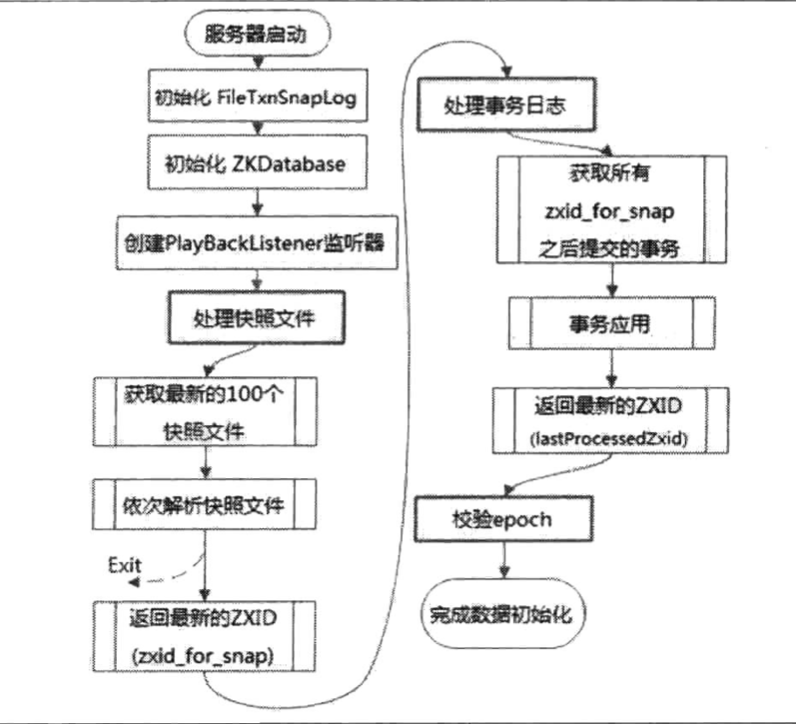 服务器启动
初始化 FileTxnSnapLog
初始化 ZKDatabase
创建PlayBackListener监听器
处理快照文件
获取最新的100个
快照文件
依次解析快照文件
Exit
返回最新的ZXID
(zxid_for_snap)
处理事务日志
获取所有
zxid_for_snap
之后提交的事务
事务应用
返回最新的ZXID
(lastProcessedZxid)
校验epoch
完成数据初始化